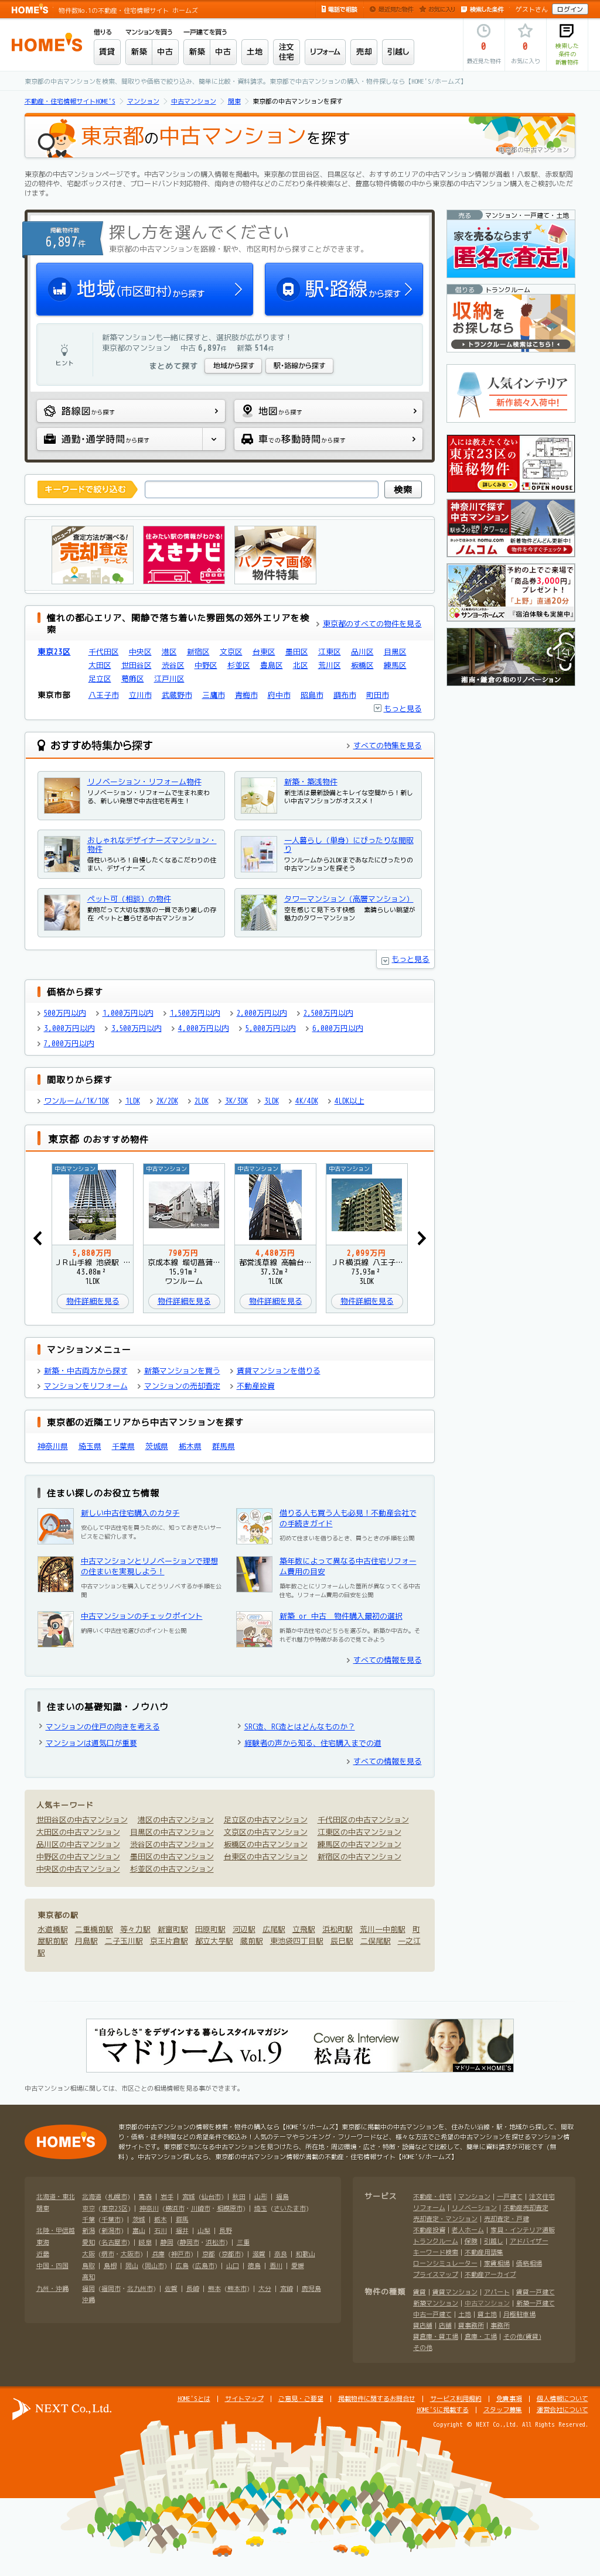 HOME'S 物件数No.1の不動産・住宅情報サイト ホームズ
電話で相談 最近見た物件 お気に入り 検索した条件 ゲストさん ログイン
HOME'S
借りる マンションを買う 一戸建てを買う
賃貸 新築 中古 新築 中古 土地 注文住宅 リフォーム 売却 引越し
0 最近見た物件
0 お気に入り
検索した条件の新着物件
東京都の中古マンションを検索、間取りや価格で絞り込み、簡単に比較・資料請求。東京都で中古マンションの購入・物件探しなら【HOME'S/ホームズ】
不動産・住宅情報サイトHOME'S > マンション > 中古マンション > 関東 > 東京都の中古マンションを探す
東京都の中古マンションを探す
東京都の中古マンション
東京都の中古マンションページです。中古マンションの購入情報を掲載中。東京都の世田谷区、目黒区など、おすすめエリアの中古マンション情報が満載！八坂駅、赤坂駅周辺の物件や、宅配ボックス付き、ブロードバンド対応物件、南向きの物件などのこだわり条件検索など、豊富な物件情報の中から東京都の中古マンション購入をご検討いただけます。
掲載物件数 6,897件
探し方を選んでください
東京都の中古マンションを路線・駅や、市区町村から探すことができます。
地域(市区町村)から探す
駅・路線から探す
ヒント
新築マンションも一緒に探すと、選択肢が広がります！
東京都のマンション 中古 6,897件 新築 514件
まとめて探す 地域から探す 駅・路線から探す
路線図から探す
地図から探す
通勤・通学時間から探す
車での移動時間から探す
キーワードで絞り込む 検索
リニューアル 査定方法が選べる！ 売却査定サービス
住みたい駅の情報がわかる！ えきナビ
パノラマ画像物件特集
憧れの都心エリア、閑静で落ち着いた雰囲気の郊外エリアを検索
東京都のすべての物件を見る
東京23区 千代田区 中央区 港区 新宿区 文京区 台東区 墨田区 江東区 品川区 目黒区
大田区 世田谷区 渋谷区 中野区 杉並区 豊島区 北区 荒川区 板橋区 練馬区
足立区 葛飾区 江戸川区
東京市部 八王子市 立川市 武蔵野市 三鷹市 青梅市 府中市 昭島市 調布市 町田市
もっと見る
おすすめ特集から探す すべての特集を見る
リノベーション・リフォーム物件
リノベーション・リフォームで生まれ変わる、新しい発想で中古住宅を再生！
新築・築浅物件
新生活は最新設備とキレイな空間から！新しい中古マンションがオススメ！
おしゃれなデザイナーズマンション・物件
個性いろいろ！自慢したくなるこだわりの住まい、デザイナーズ
一人暮らし（単身）にぴったりな間取り
ワンルームから2LDKまであなたにぴったりの中古マンションを探そう
ペット可（相談）の物件
動物だって大切な家族の一員であり癒しの存在 ペットと暮らせる中古マンション
タワーマンション（高層マンション）
空を感じて見下ろす快感 素晴らしい眺望が魅力のタワーマンション
もっと見る
価格から探す
500万円以内 1,000万円以内 1,500万円以内 2,000万円以内 2,500万円以内
3,000万円以内 3,500万円以内 4,000万円以内 5,000万円以内 6,000万円以内
7,000万円以内
間取りから探す
ワンルーム/1K/1DK 1LDK 2K/2DK 2LDK 3K/3DK 3LDK 4K/4DK 4LDK以上
東京都 のおすすめ物件
中古マンション 中古マンション 中古マンション 中古マンション
5,880万円 790万円 4,480万円 2,099万円
ＪＲ山手線 池袋駅 … 京成本線 堀切菖蒲… 都営浅草線 高輪台… ＪＲ横浜線 八王子…
43.08m² 15.91m² 37.32m² 73.93m²
1LDK ワンルーム 1LDK 3LDK
物件詳細を見る 物件詳細を見る 物件詳細を見る 物件詳細を見る
マンションメニュー
新築・中古両方から探す 新築マンションを買う 賃貸マンションを借りる
マンションをリフォーム マンションの売却査定 不動産投資
東京都の近隣エリアから中古マンションを探す
神奈川県 埼玉県 千葉県 茨城県 栃木県 群馬県
住まい探しのお役立ち情報
新しい中古住宅購入のカタチ
安心して中古住宅を買うために、知っておきたいサービスをご紹介します。
借りる人も買う人も必見！不動産会社での手続きガイド
初めて住まいを借りるとき、買うときの手順を公開
中古マンションとリノベーションで理想の住まいを実現しよう！
中古マンションを購入してどうリノベするか手順を公開
築年数によって異なる中古住宅リフォーム費用の目安
築年数ごとにリフォームした箇所が異なってくる中古住宅。リフォーム費用の目安を公開
中古マンションのチェックポイント
納得いく中古住宅選びのポイントを公開
新築 or 中古 物件購入最初の選択
新築か中古住宅のどちらを選ぶか。新築か中古か。それぞれ魅力や特徴があるので見てみよう
すべての情報を見る
住まいの基礎知識・ノウハウ
マンションの住戸の向きを考える SRC造、RC造とはどんなものか？
マンションは通気口が重要 経験者の声から知る、住宅購入までの道
すべての情報を見る
人気キーワード
世田谷区の中古マンション 港区の中古マンション 足立区の中古マンション 千代田区の中古マンション
大田区の中古マンション 目黒区の中古マンション 文京区の中古マンション 江東区の中古マンション
品川区の中古マンション 渋谷区の中古マンション 板橋区の中古マンション 練馬区の中古マンション
中野区の中古マンション 墨田区の中古マンション 台東区の中古マンション 新宿区の中古マンション
中央区の中古マンション 杉並区の中古マンション
東京都の駅
水道橋駅 二重橋前駅 等々力駅 新富町駅 田原町駅 河辺駅 広尾駅 立飛駅 浜松町駅 荒川一中前駅 町屋駅前駅 月島駅 二子玉川駅 京王片倉駅 都立大学駅 蔵前駅 東池袋四丁目駅 辰巳駅 二俣尾駅 一之江駅
売る マンション・一戸建て・土地
家を売るならまず匿名で査定！
借りる トランクルーム
収納をお探しなら
トランクルーム検索はこちら！
人気インテリア 新作続々入荷中！
人には教えたくない東京23区の極秘物件
詳しくみる OPEN HOUSE
神奈川で探す中古マンション
駅歩3分 新着物件ぞくぞく更新中！
nomu.com ノムコム 物件を今すぐチェック
予約の上でご来場で「商品券3,000円」プレゼント！
「上野」直通20分
サンヨーホームズ 「宿泊体験も実施中」
湘南・鎌倉の和のリノベーション
"自分らしさ"をデザインする暮らしスタイルマガジン
マドリーム Vol.9
Cover & Interview 松島花
マドリーム×HOME'S
中古マンション相場に関しては、市区ごとの相場情報を見る事ができます。
HOME'S
東京都の中古マンションの情報を検索・物件の購入なら【HOME'S/ホームズ】東京都に掲載中の中古マンションを、住みたい沿線・駅・地域から探して、間取り・価格・徒歩時間などの希望条件で絞込み！人気のテーマランキング・フリーワードなど、様々な方法でご希望の中古マンションを探せるマンション情報サイトです。東京都で気になる中古マンションを見つけたら、所在地・周辺環境・広さ・特徴・設備などで比較して、簡単に資料請求が可能です（無料）。中古マンション探しなら、東京都の中古マンション情報が満載の不動産・住宅情報サイト【HOME'S/ホームズ】
北海道・東北 北海道 (札幌市) | 青森 | 岩手 | 宮城 (仙台市) | 秋田 | 山形 | 福島
関東 東京 (東京23区) | 神奈川 (横浜市・川崎市・相模原市) | 埼玉 (さいたま市)
千葉 (千葉市) | 茨城 | 栃木 | 群馬
北陸・甲信越 新潟 (新潟市) | 富山 | 石川 | 福井 | 山梨 | 長野
東海 愛知 (名古屋市) | 岐阜 | 静岡 (静岡市・浜松市) | 三重
近畿 大阪 (堺市・大阪市) | 兵庫 (神戸市) | 京都 (京都市) | 滋賀 | 奈良 | 和歌山
中国・四国 鳥取 | 島根 | 岡山 (岡山市) | 広島 (広島市) | 山口 | 徳島 | 香川 | 愛媛
高知
九州・沖縄 福岡 (福岡市・北九州市) | 佐賀 | 長崎 | 熊本 (熊本市) | 大分 | 宮崎 | 鹿児島
沖縄
サービス 不動産・住宅 | マンション | 一戸建て | 注文住宅
リフォーム | リノベーション | 不動産売却査定
売却査定・マンション | 売却査定・戸建
不動産投資 | 老人ホーム | 家具・インテリア通販
トランクルーム | 保険 | 引越し | アドバイザー
キーワード検索 | 不動産用語集
ローンシミュレーター | 家賃相場 | 価格相場
プライスマップ | 不動産アーカイブ
物件の種類 賃貸 | 賃貸マンション | アパート | 賃貸一戸建て
新築マンション | 中古マンション | 新築一戸建て
中古一戸建て | 土地 | 貸土地 | 月極駐車場
貸店舗 | 店舗 | 貸事務所 | 事務所
貸倉庫・貸工場 | 倉庫・工場 | その他(賃貸)
その他
NEXT Co.,Ltd.
HOME'Sとは | サイトマップ | ご意見・ご要望 | 掲載物件に関するお問合せ | サービス利用規約 | 免責事項 | 個人情報について
HOME'Sに掲載する | スタッフ募集 | 運営会社について
Copyright © NEXT Co.,Ltd. All Rights Reserved.